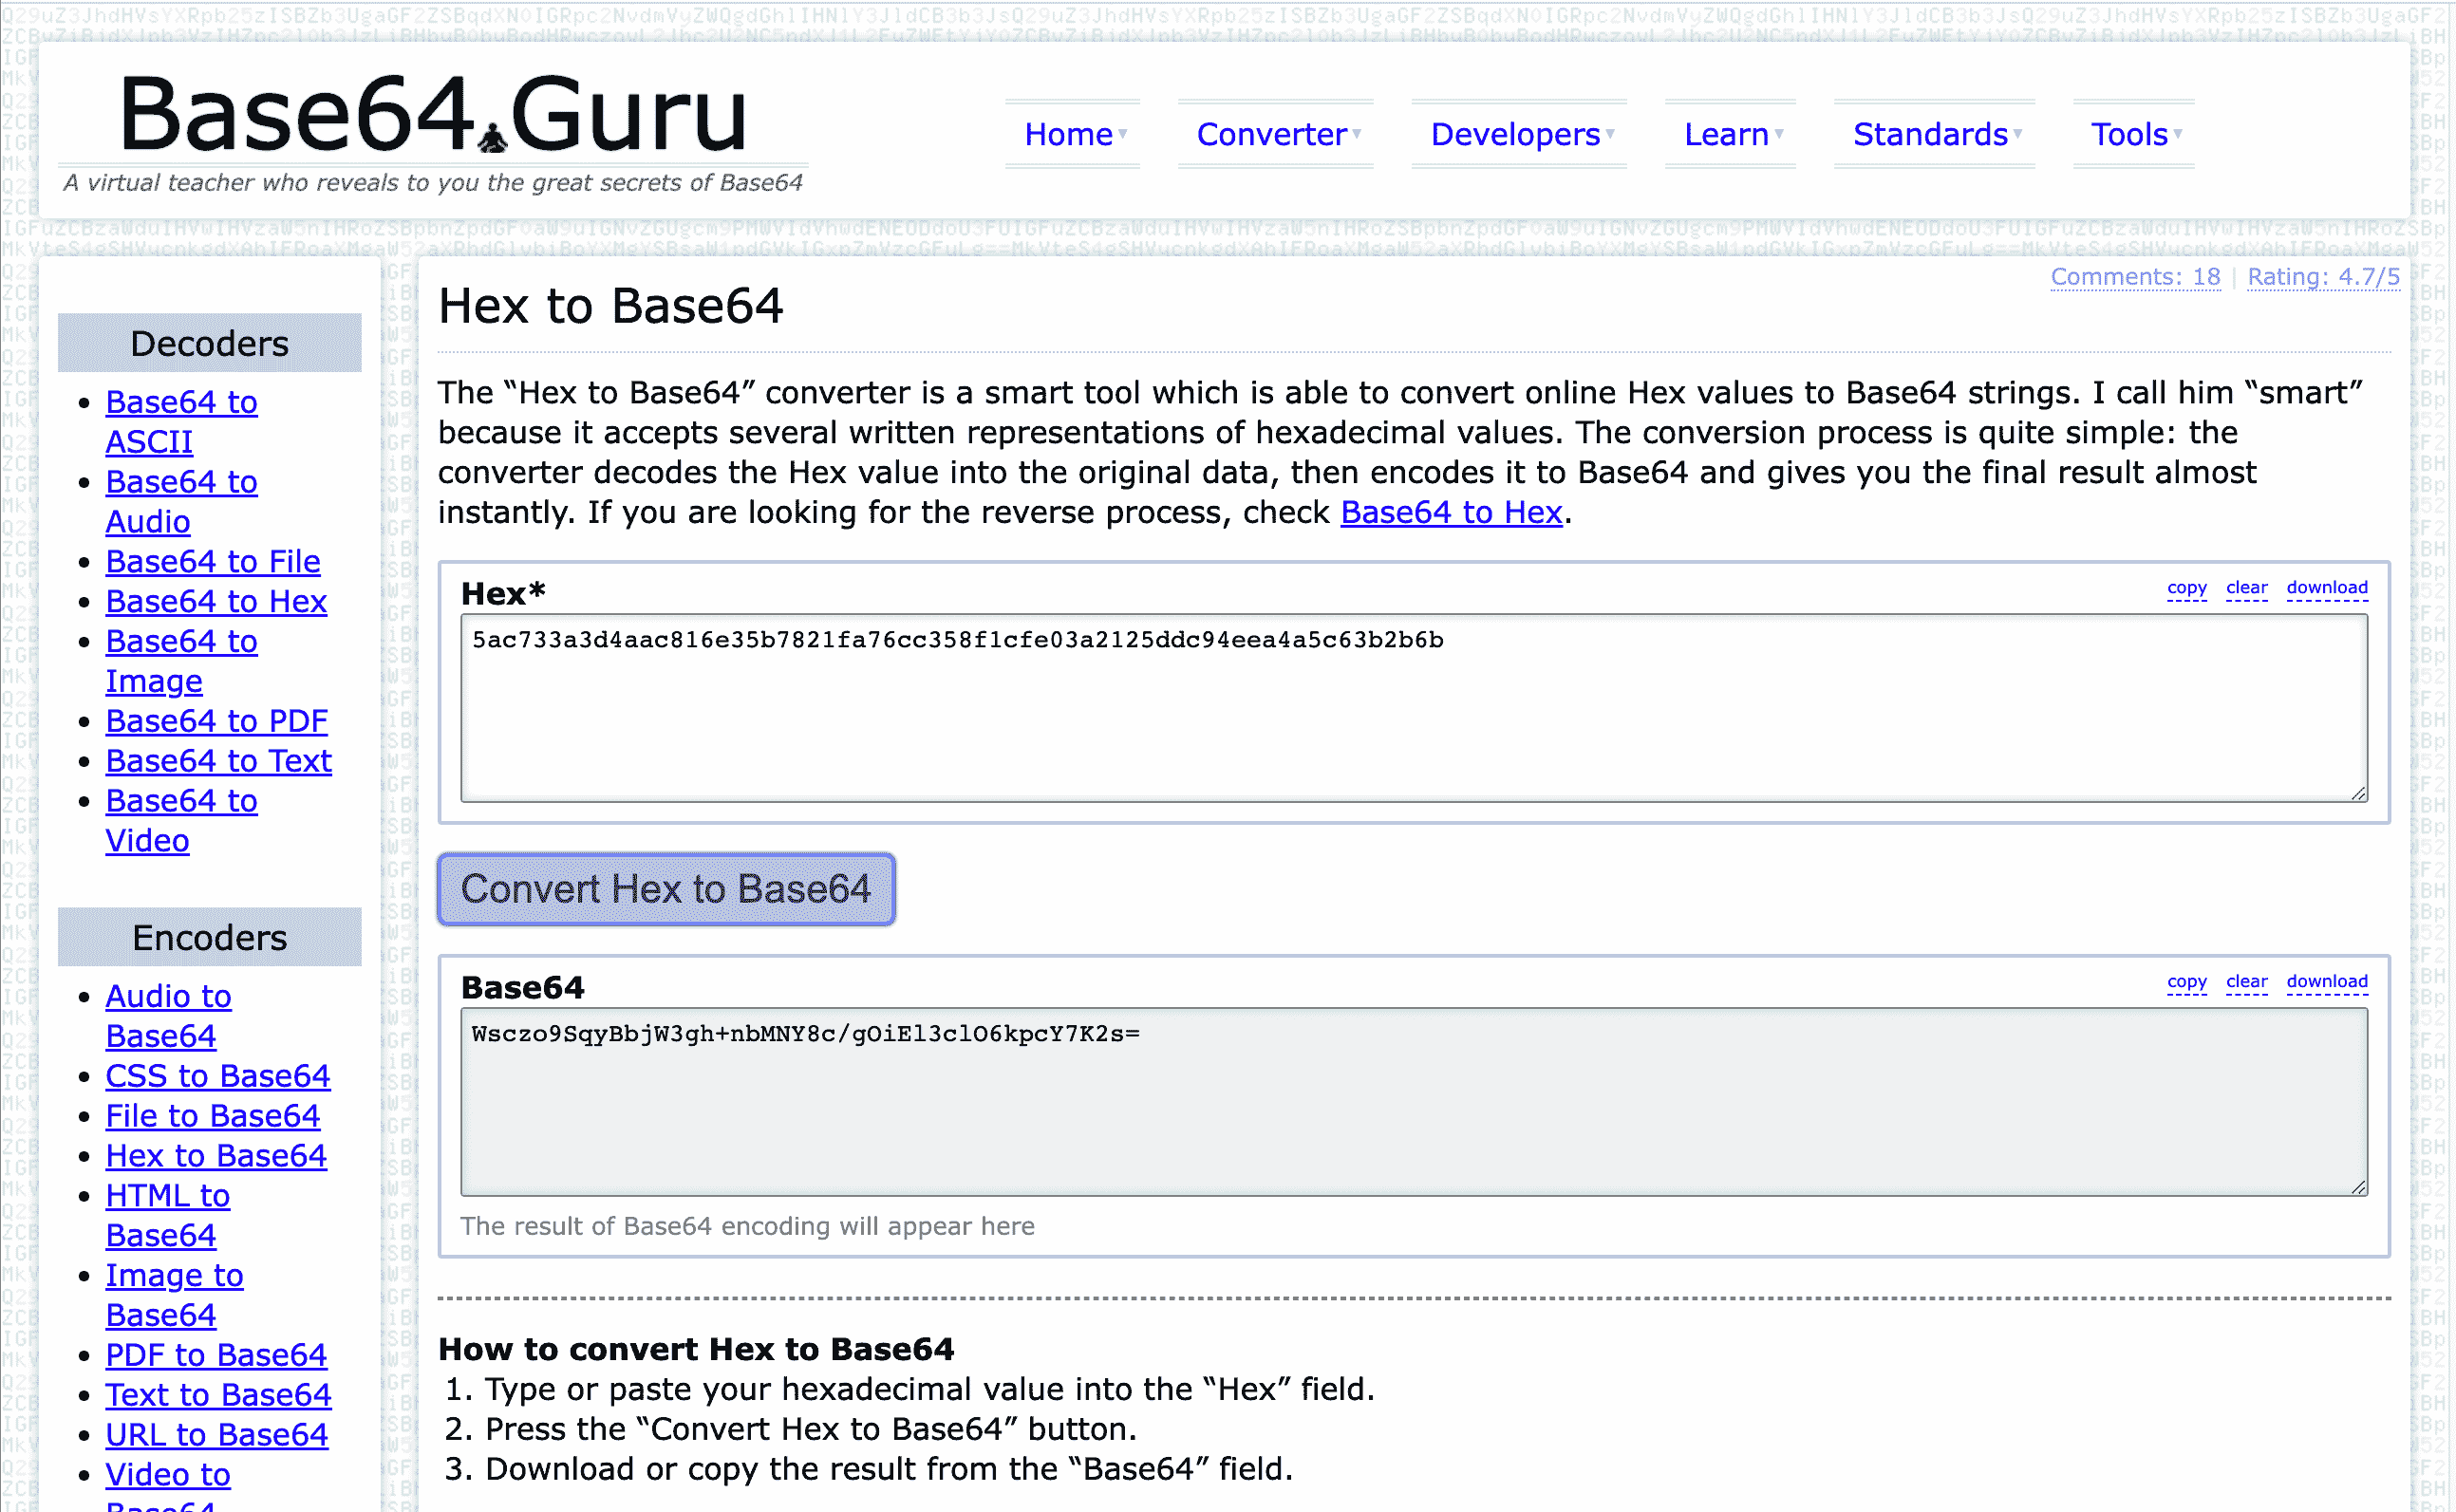 Base64.Guru
A virtual teacher who reveals to you the great secrets of Base64
Home
Converter
Developers
Learn
Standards
Tools
Decoders
Base64 to
ASCII
Base64 to
Audio
Base64 to File
Base64 to Hex
Base64 to
Image
Base64 to PDF
Base64 to Text
Base64 to
Video
Encoders
Audio to
Base64
CSS to Base64
File to Base64
Hex to Base64
HTML to
Base64
Image to
Base64
PDF to Base64
Text to Base64
URL to Base64
Video to
Base64
Comments: 18 | Rating: 4.7/5
Hex to Base64
The “Hex to Base64” converter is a smart tool which is able to convert online Hex values to Base64 strings. I call him “smart”
because it accepts several written representations of hexadecimal values. The conversion process is quite simple: the
converter decodes the Hex value into the original data, then encodes it to Base64 and gives you the final result almost
instantly. If you are looking for the reverse process, check Base64 to Hex.
Hex*
copy clear download
5ac733a3d4aac816e35b7821fa76cc358f1cfe03a2125ddc94eea4a5c63b2b6b
Convert Hex to Base64
Base64
copy clear download
Wsczo9SqyBbjW3gh+nbMNY8c/gOiEl3clO6kpcY7K2s=
The result of Base64 encoding will appear here
How to convert Hex to Base64
1. Type or paste your hexadecimal value into the “Hex” field.
2. Press the “Convert Hex to Base64” button.
3. Download or copy the result from the “Base64” field.